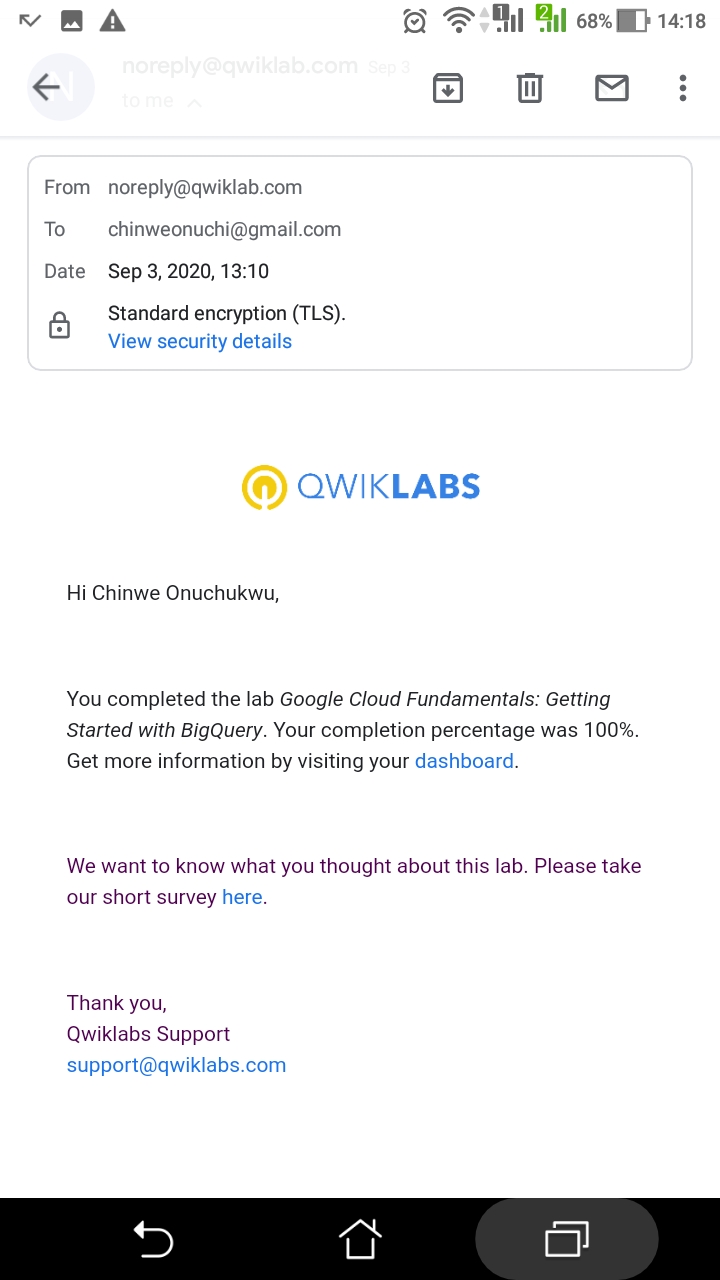 1 2 68% 14:18
N noreply@qwiklab.com Sep 3
to me
From noreply@qwiklab.com
To chinweonuchi@gmail.com
Date Sep 3, 2020, 13:10
Standard encryption (TLS).
View security details
QWIKLABS
Hi Chinwe Onuchukwu,
You completed the lab Google Cloud Fundamentals: Getting
Started with BigQuery. Your completion percentage was 100%.
Get more information by visiting your dashboard.
We want to know what you thought about this lab. Please take
our short survey here.
Thank you,
Qwiklabs Support
support@qwiklabs.com